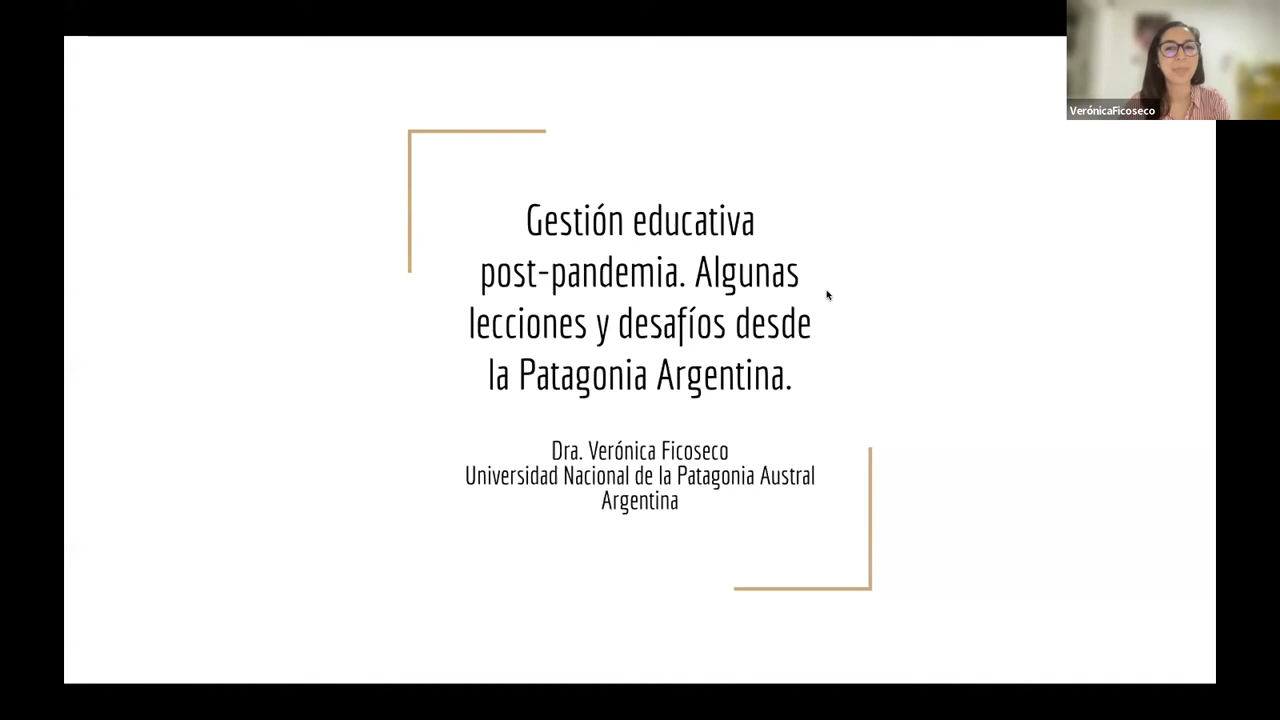 VerónicaFicoseco
Gestión educativa
post-pandemia. Algunas
lecciones y desafíos desde
la Patagonia Argentina.
Dra. Verónica Ficoseco
Universidad Nacional de la Patagonia Austral
Argentina